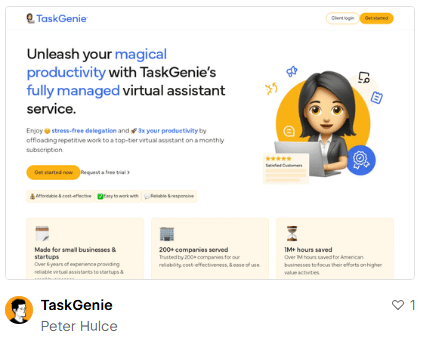 TaskGenie
Client login
Get started
Unleash your magical
productivity with TaskGenie's
fully managed virtual assistant
service.
Enjoy 😊 stress-free delegation and 🚀 3x your productivity by
offloading repetitive work to a top-tier virtual assistant on a monthly
subscription.
Get started now
Request a free trial >
Affordable & cost-effective
Easy to work with
Reliable & responsive
Satisfied Customers
Made for small businesses &
startups
Over 6 years of experience providing
reliable virtual assistants to startups &
200+ companies served
Trusted by 200+ companies for our
reliability, cost-effectiveness, & ease of use.
1M+ hours saved
Over 1M hours saved for American
businesses to focus their efforts on higher
value activities.
TaskGenie
1
Peter Hulce